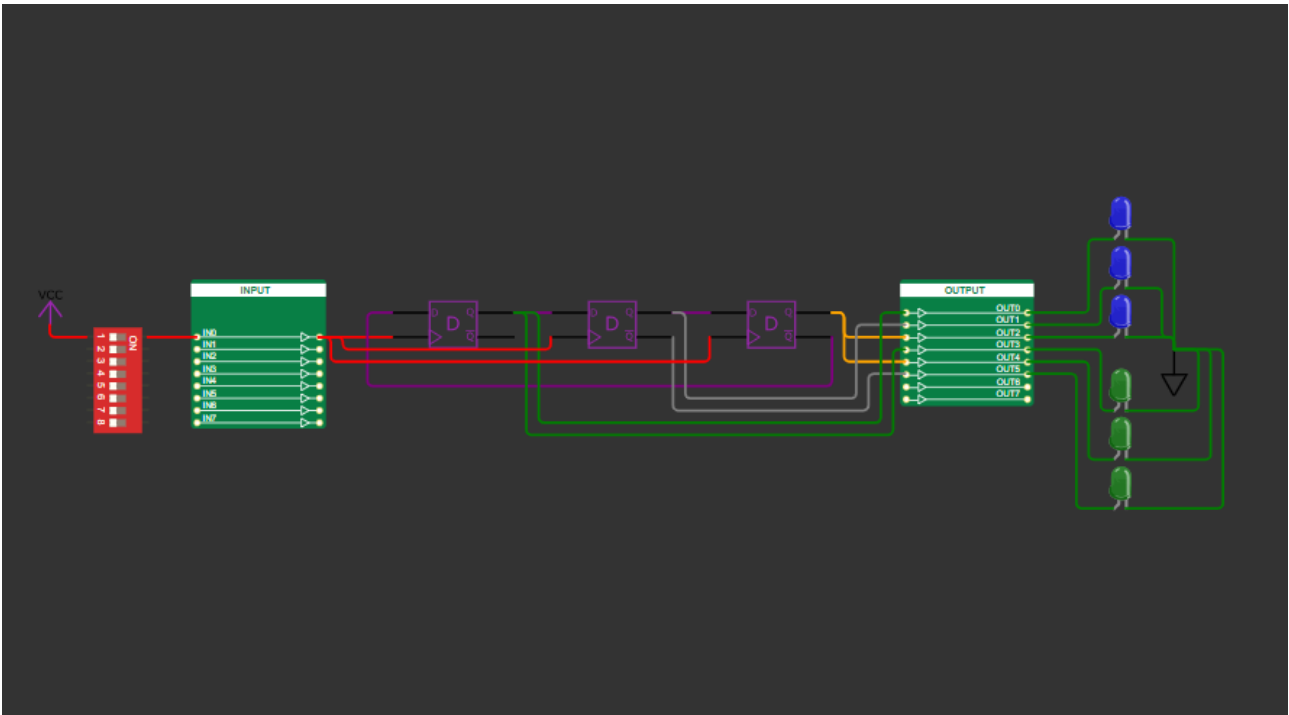 VCC
1
2
3
4
5
6
7
8
ON
INPUT
IN0
IN1
IN2
IN3
IN4
IN5
IN6
IN7
D
Q
D
Q
D
D
Q
D
Q
D
D
Q
D
Q
OUTPUT
OUT0
OUT1
OUT2
OUT3
OUT4
OUT5
OUT6
OUT7